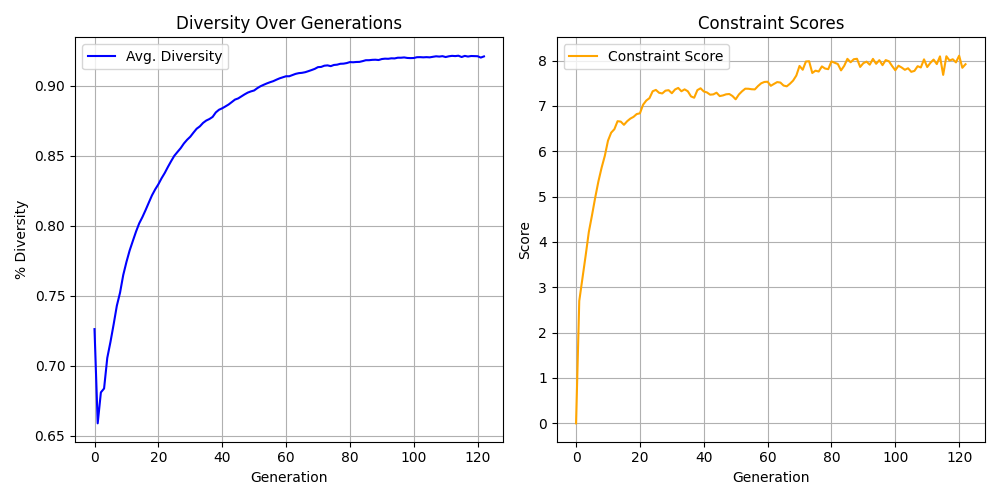 Diversity Over Generations
Avg. Diversity
% Diversity
0.90
0.85
0.80
0.75
0.70
0.65
0 20 40 60 80 100 120
Generation
Constraint Scores
Constraint Score
Score
8
7
6
5
4
3
2
1
0
0 20 40 60 80 100 120
Generation